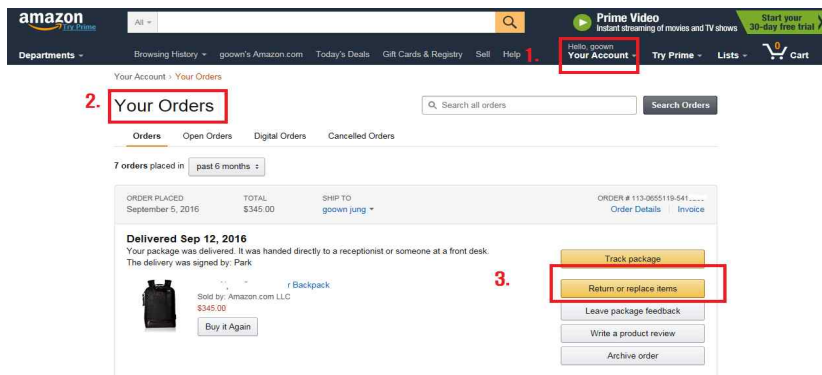 amazon
Try Prime
All
Prime Video
Instant streaming of movies and TV shows
Start your
30-day free trial
Departments
Browsing History
goown's Amazon.com
Today's Deals
Gift Cards & Registry
Sell
Help
1.
Hello, goown
Your Account
Try Prime
Lists
0
Cart
Your Account › Your Orders
2.
Your Orders
Search all orders
Search Orders
Orders
Open Orders
Digital Orders
Cancelled Orders
7 orders placed in past 6 months
ORDER PLACED
September 5, 2016
TOTAL
$345.00
SHIP TO
goown jung
ORDER # 113-0655119-541
Order Details
Invoice
Delivered Sep 12, 2016
Your package was delivered. It was handed directly to a receptionist or someone at a front desk.
The delivery was signed by: Park
Track package
3.
Return or replace items
r Backpack
Sold by: Amazon.com LLC
$345.00
Buy it Again
Leave package feedback
Write a product review
Archive order